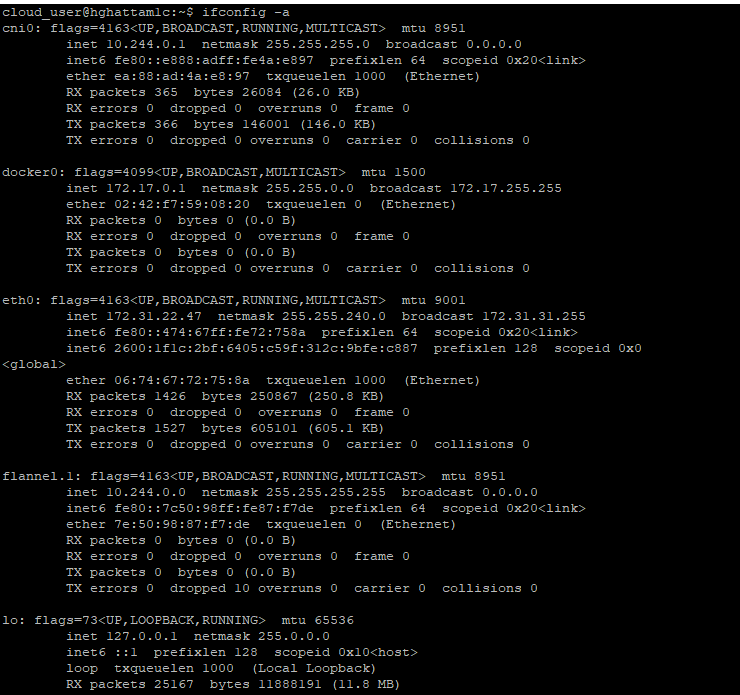 cloud_user@hghattamlc:~$ ifconfig -a
cni0: flags=4163<UP,BROADCAST,RUNNING,MULTICAST>  mtu 8951
        inet 10.244.0.1  netmask 255.255.255.0  broadcast 0.0.0.0
        inet6 fe80::e888:adff:fe4a:e897  prefixlen 64  scopeid 0x20<link>
        ether ea:88:ad:4a:e8:97  txqueuelen 1000  (Ethernet)
        RX packets 365  bytes 26084 (26.0 KB)
        RX errors 0  dropped 0  overruns 0  frame 0
        TX packets 366  bytes 146001 (146.0 KB)
        TX errors 0  dropped 0 overruns 0  carrier 0  collisions 0

docker0: flags=4099<UP,BROADCAST,MULTICAST>  mtu 1500
        inet 172.17.0.1  netmask 255.255.0.0  broadcast 172.17.255.255
        ether 02:42:f7:59:08:20  txqueuelen 0  (Ethernet)
        RX packets 0  bytes 0 (0.0 B)
        RX errors 0  dropped 0  overruns 0  frame 0
        TX packets 0  bytes 0 (0.0 B)
        TX errors 0  dropped 0 overruns 0  carrier 0  collisions 0

eth0: flags=4163<UP,BROADCAST,RUNNING,MULTICAST>  mtu 9001
        inet 172.31.22.47  netmask 255.255.240.0  broadcast 172.31.31.255
        inet6 fe80::474:67ff:fe72:758a  prefixlen 64  scopeid 0x20<link>
        inet6 2600:1f1c:2bf:6405:c59f:312c:9bfe:c887  prefixlen 128  scopeid 0x0
<global>
        ether 06:74:67:72:75:8a  txqueuelen 1000  (Ethernet)
        RX packets 1426  bytes 250867 (250.8 KB)
        RX errors 0  dropped 0  overruns 0  frame 0
        TX packets 1527  bytes 605101 (605.1 KB)
        TX errors 0  dropped 0 overruns 0  carrier 0  collisions 0

flannel.1: flags=4163<UP,BROADCAST,RUNNING,MULTICAST>  mtu 8951
        inet 10.244.0.0  netmask 255.255.255.255  broadcast 0.0.0.0
        inet6 fe80::7c50:98ff:fe87:f7de  prefixlen 64  scopeid 0x20<link>
        ether 7e:50:98:87:f7:de  txqueuelen 0  (Ethernet)
        RX packets 0  bytes 0 (0.0 B)
        RX errors 0  dropped 0  overruns 0  frame 0
        TX packets 0  bytes 0 (0.0 B)
        TX errors 0  dropped 10 overruns 0  carrier 0  collisions 0

lo: flags=73<UP,LOOPBACK,RUNNING>  mtu 65536
        inet 127.0.0.1  netmask 255.0.0.0
        inet6 ::1  prefixlen 128  scopeid 0x10<host>
        loop  txqueuelen 1000  (Local Loopback)
        RX packets 25167  bytes 11888191 (11.8 MB)